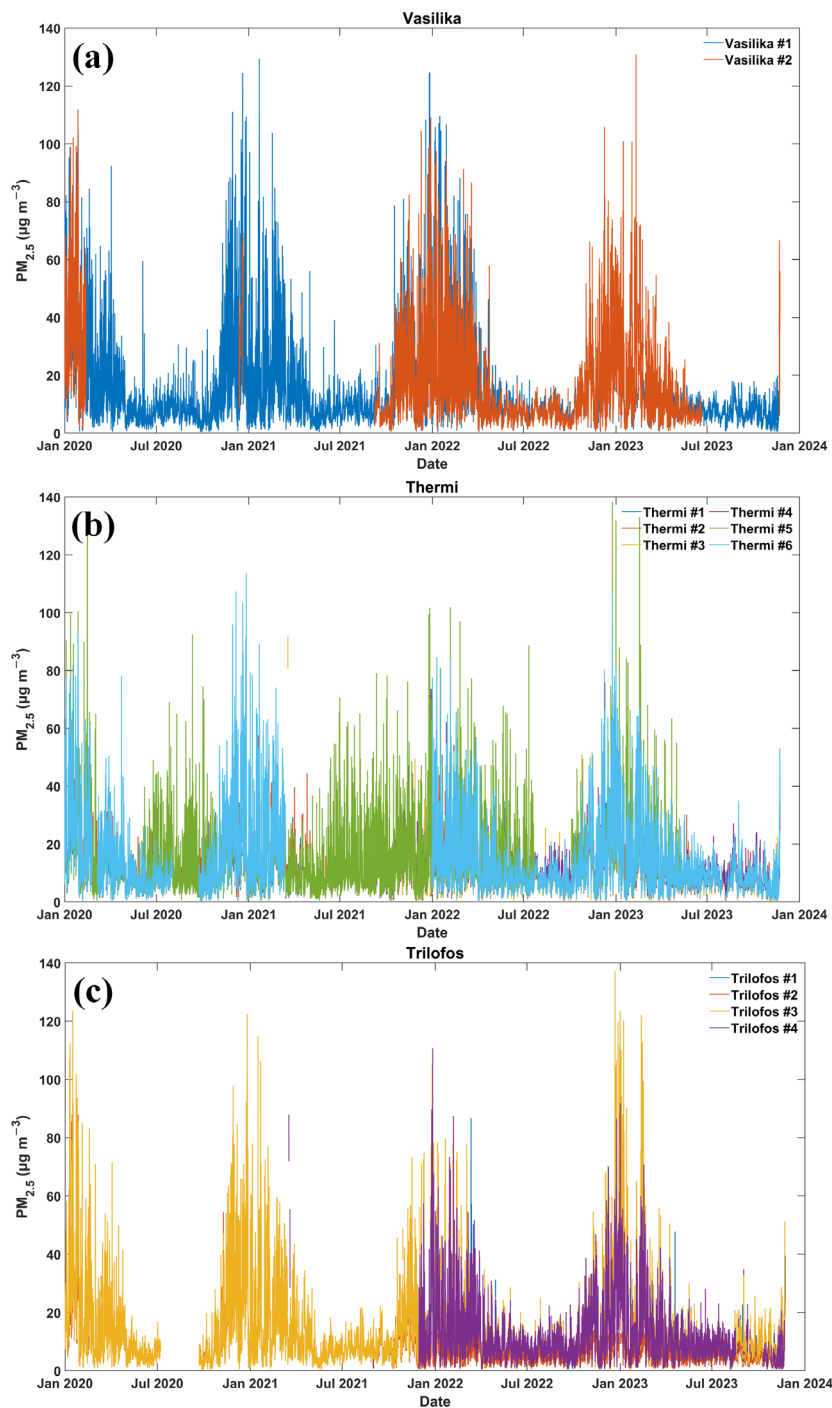 Vasilika
(a)
Vasilika #1
Vasilika #2
140
120
100
80
60
40
20
0
PM2.5 (µg m−3)
Jan 2020 Jul 2020 Jan 2021 Jul 2021 Jan 2022 Jul 2022 Jan 2023 Jul 2023 Jan 2024
Date
Thermi
(b)
Thermi #1 Thermi #4
Thermi #2 Thermi #5
Thermi #3 Thermi #6
140
120
100
80
60
40
20
0
PM2.5 (µg m−3)
Jan 2020 Jul 2020 Jan 2021 Jul 2021 Jan 2022 Jul 2022 Jan 2023 Jul 2023 Jan 2024
Date
Trilofos
(c)
Trilofos #1
Trilofos #2
Trilofos #3
Trilofos #4
140
120
100
80
60
40
20
0
PM2.5 (µg m−3)
Jan 2020 Jul 2020 Jan 2021 Jul 2021 Jan 2022 Jul 2022 Jan 2023 Jul 2023 Jan 2024
Date